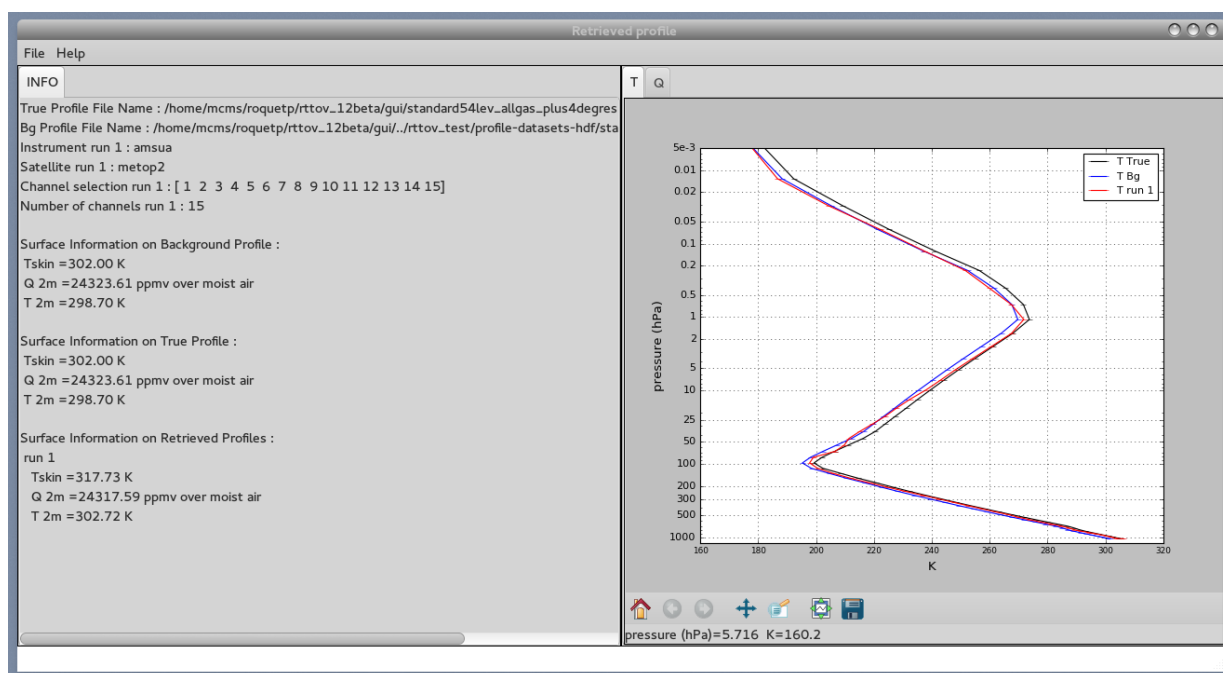 Retrieved profile
File Help
INFO
True Profile File Name : /home/mcms/roquetp/rttov_12beta/gui/standard54lev_allgas_plus4degres
Bg Profile File Name : /home/mcms/roquetp/rttov_12beta/gui/../rttov_test/profile-datasets-hdf/sta
Instrument run 1 : amsua
Satellite run 1 : metop2
Channel selection run 1 : [ 1 2 3 4 5 6 7 8 9 10 11 12 13 14 15]
Number of channels run 1 : 15
Surface Information on Background Profile :
Tskin =302.00 K
Q 2m =24323.61 ppmv over moist air
T 2m =298.70 K
Surface Information on True Profile :
Tskin =302.00 K
Q 2m =24323.61 ppmv over moist air
T 2m =298.70 K
Surface Information on Retrieved Profiles :
run 1
Tskin =317.73 K
Q 2m =24317.59 ppmv over moist air
T 2m =302.72 K
T Q
5e-3
0.01
0.02
0.05
0.1
0.2
0.5
1
2
5
10
25
50
100
200
300
500
1000
pressure (hPa)
T True
T Bg
T run 1
160 180 200 220 240 260 280 300 320
K
pressure (hPa)=5.716 K=160.2